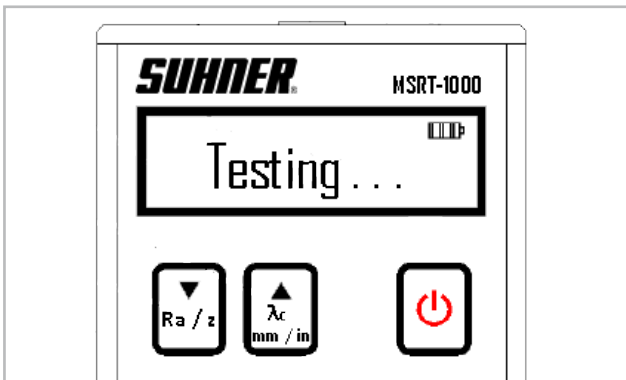 SUHNER®
MSRT-1000
Testing...
Ra / z
λc
mm / in